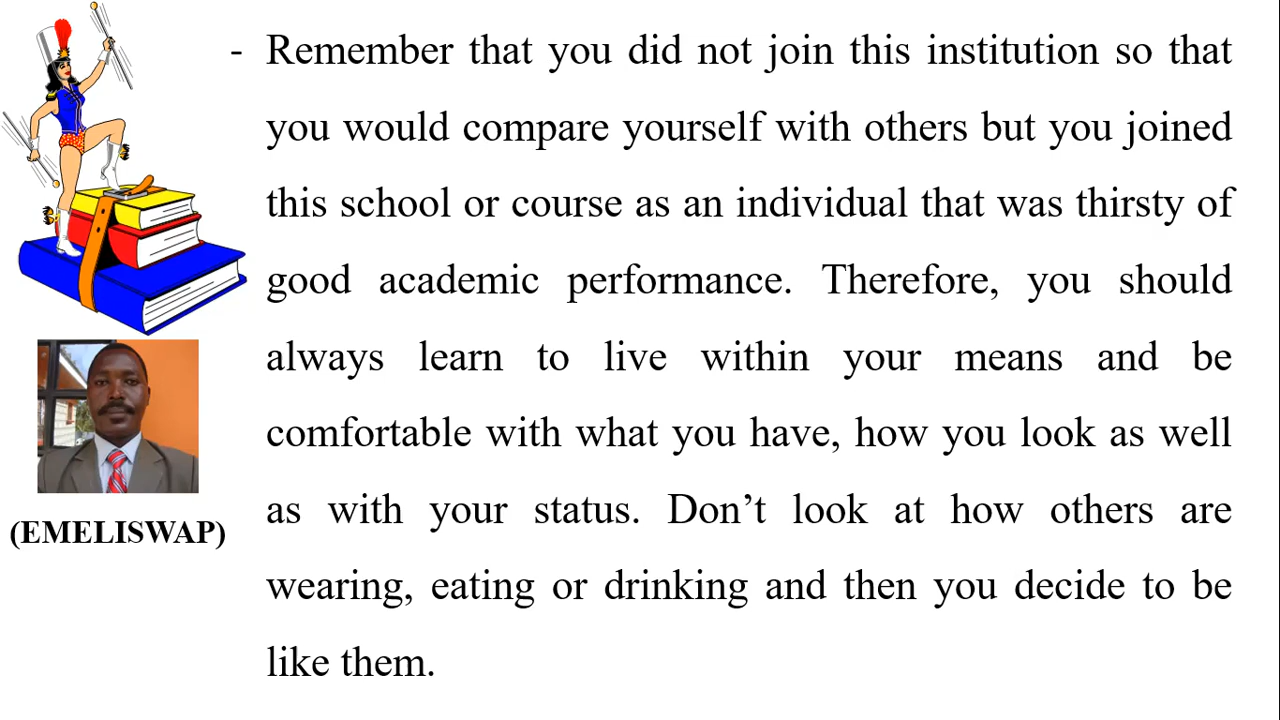 - Remember that you did not join this institution so that
you would compare yourself with others but you joined
this school or course as an individual that was thirsty of
good academic performance. Therefore, you should
always learn to live within your means and be
comfortable with what you have, how you look as well
as with your status. Don’t look at how others are
wearing, eating or drinking and then you decide to be
like them.
(EMELISWAP)